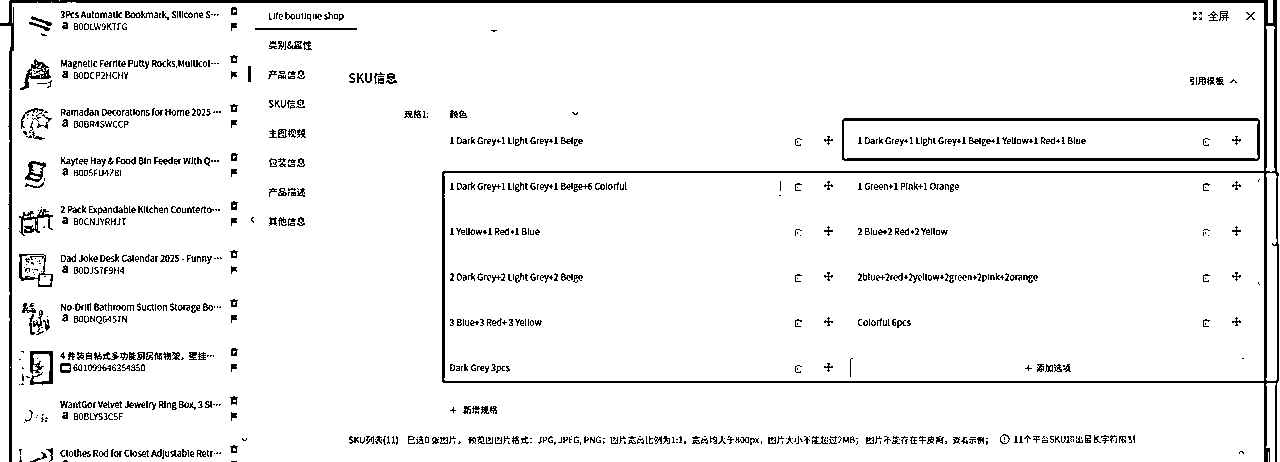 3Pcs Automatic Bookmark, Silicone S···
a B0DLW9KTFG
Magnetic Ferrite Putty Rocks,Multicol···
a B0DCP2HCHY
Ramadan Decorations for Home 2025 ···
a B0BR4SWCCP
Kaytee Hay & Food Bin Feeder With Q···
a B005FU47BI
2 Pack Expandable Kitchen Counterto···
a B0CNJYRHJT
Dad Joke Desk Calendar 2025 - Funny ···
a B0DJS7F9H4
No-Drill Bathroom Suction Storage Bo···
a B0DNQG4S7N
4 件装自粘式多功能厨房储物架，壁挂···
601099646354850
WantGor Velvet Jewelry Ring Box, 3 Sl···
a B0BLYS3C5F
Clothes Rod for Closet Adjustable Retr···
Life boutique shop
全屏
类别&属性
产品信息
SKU信息
主图视频
包装信息
产品描述
其他信息
SKU信息
引用模板
规格1:
颜色
1 Dark Grey+1 Light Grey+1 Beige
1 Dark Grey+1 Light Grey+1 Beige+1 Yellow+1 Red+1 Blue
1 Dark Grey+1 Light Grey+1 Beige+6 Colorful
1 Green+1 Pink+1 Orange
1 Yellow+1 Red+1 Blue
2 Blue+2 Red+2 Yellow
2 Dark Grey+2 Light Grey+2 Beige
2blue+2red+2yellow+2green+2pink+2orange
3 Blue+3 Red+3 Yellow
Colorful 6pcs
Dark Grey 3pcs
+ 添加选项
+ 新增规格
SKU列表(11) 已选0 张图片， 预览图图片格式：JPG, JPEG, PNG；图片宽高比例为1:1，宽高均大于800px，图片大小不能超过2MB； 图片不能存在牛皮癣，查看示例； 11个平台SKU超出最长字符限制